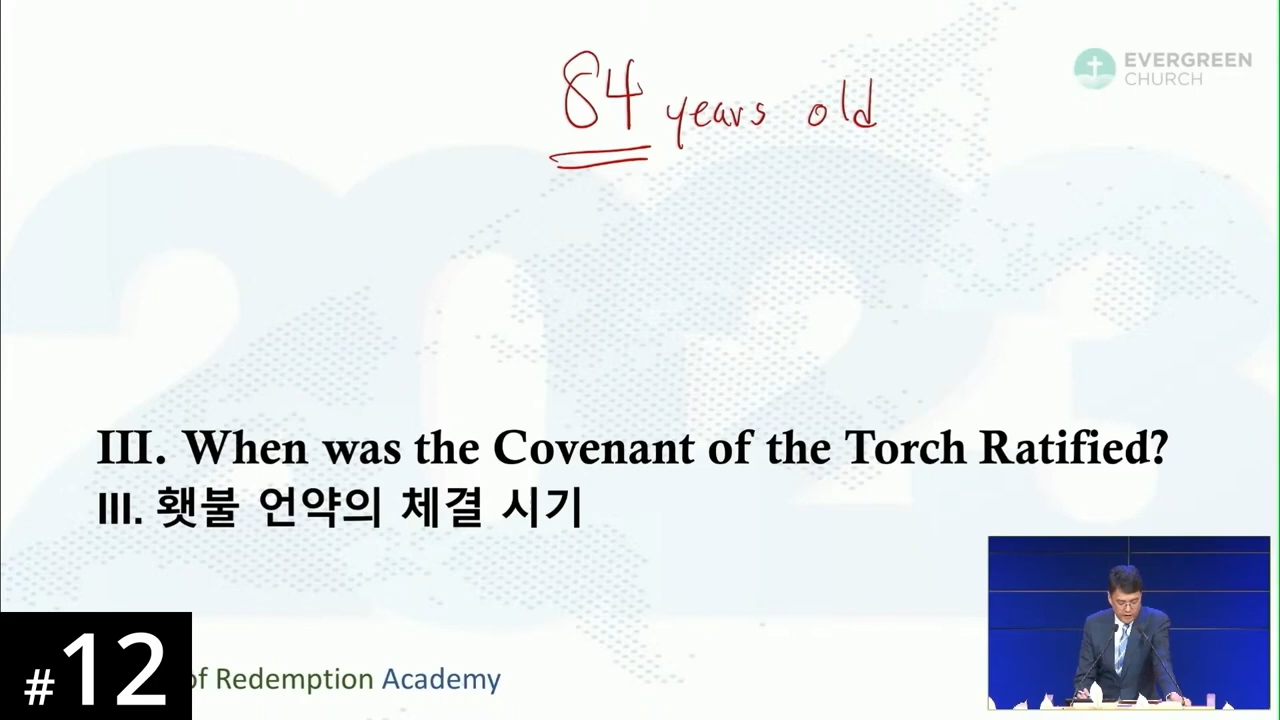 84 years old
EVERGREEN
CHURCH
III. When was the Covenant of the Torch Ratified?
III. 횃불 언약의 체결 시기
#12
of Redemption Academy
2023